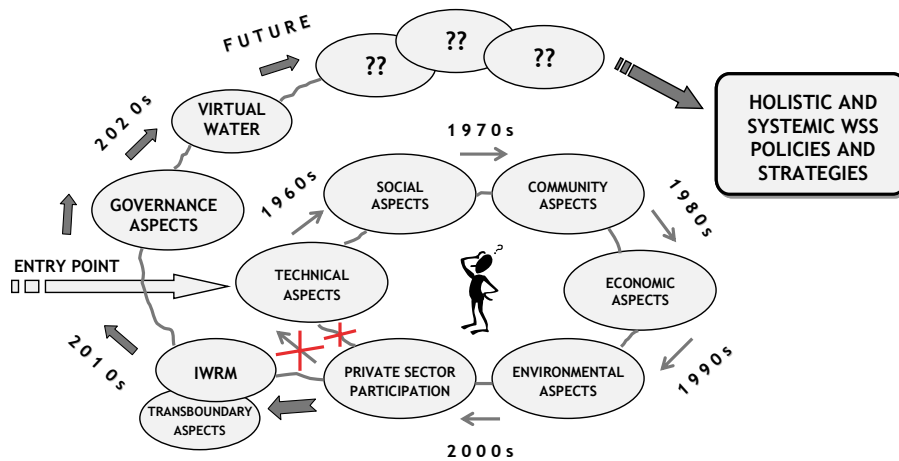 FUTURE
??
??
??
HOLISTIC AND
SYSTEMIC WSS
POLICIES AND
STRATEGIES
2020s
VIRTUAL
WATER
1970s
GOVERNANCE
ASPECTS
1960s
SOCIAL
ASPECTS
COMMUNITY
ASPECTS
1980s
ENTRY POINT
TECHNICAL
ASPECTS
?
ECONOMIC
ASPECTS
2010s
IWRM
TRANSBOUNDARY
ASPECTS
PRIVATE SECTOR
PARTICIPATION
ENVIRONMENTAL
ASPECTS
1990s
2000s